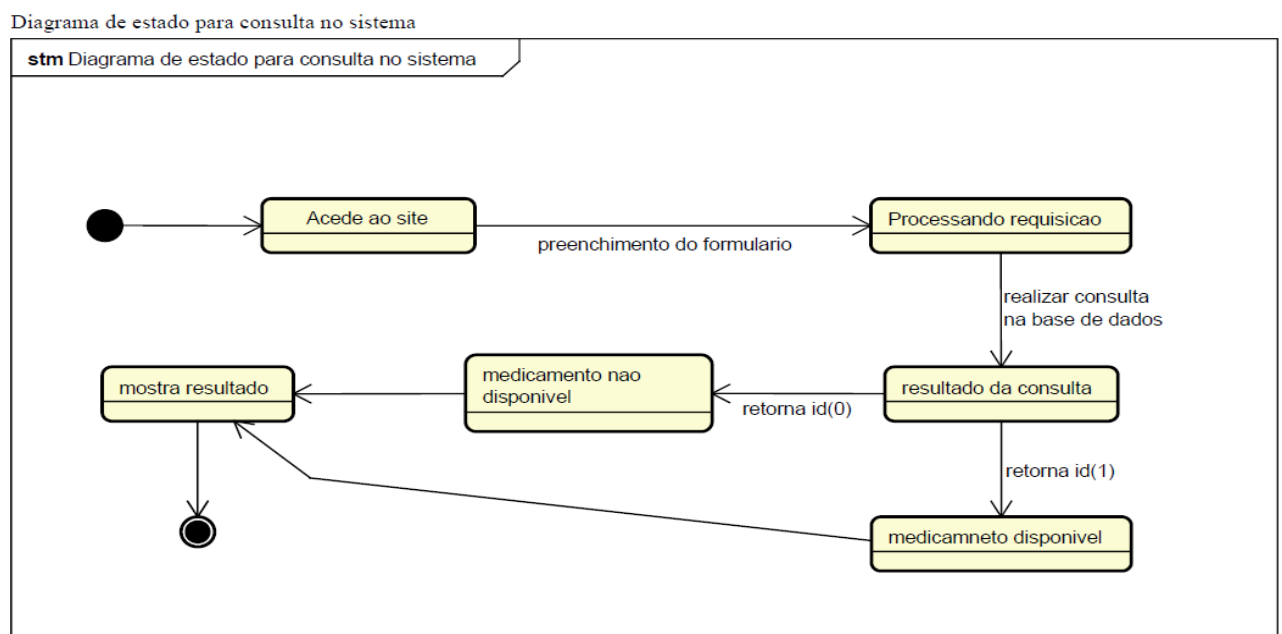 Diagrama de estado para consulta no sistema
stm Diagrama de estado para consulta no sistema
Acede ao site
preenchimento do formulario
Processando requisicao
realizar consulta
na base de dados
mostra resultado
medicamento nao
disponivel
retorna id(0)
resultado da consulta
retorna id(1)
medicamneto disponivel